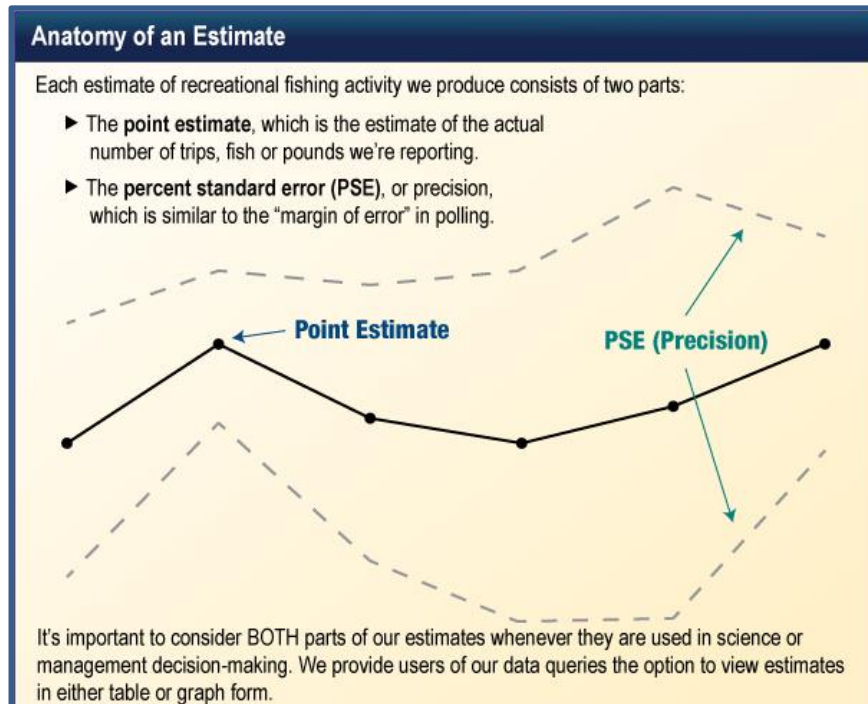 Anatomy of an Estimate
Each estimate of recreational fishing activity we produce consists of two parts:
► The point estimate, which is the estimate of the actual
number of trips, fish or pounds we’re reporting.
► The percent standard error (PSE), or precision,
which is similar to the “margin of error” in polling.
Point Estimate
PSE (Precision)
It’s important to consider BOTH parts of our estimates whenever they are used in science or
management decision-making. We provide users of our data queries the option to view estimates
in either table or graph form.